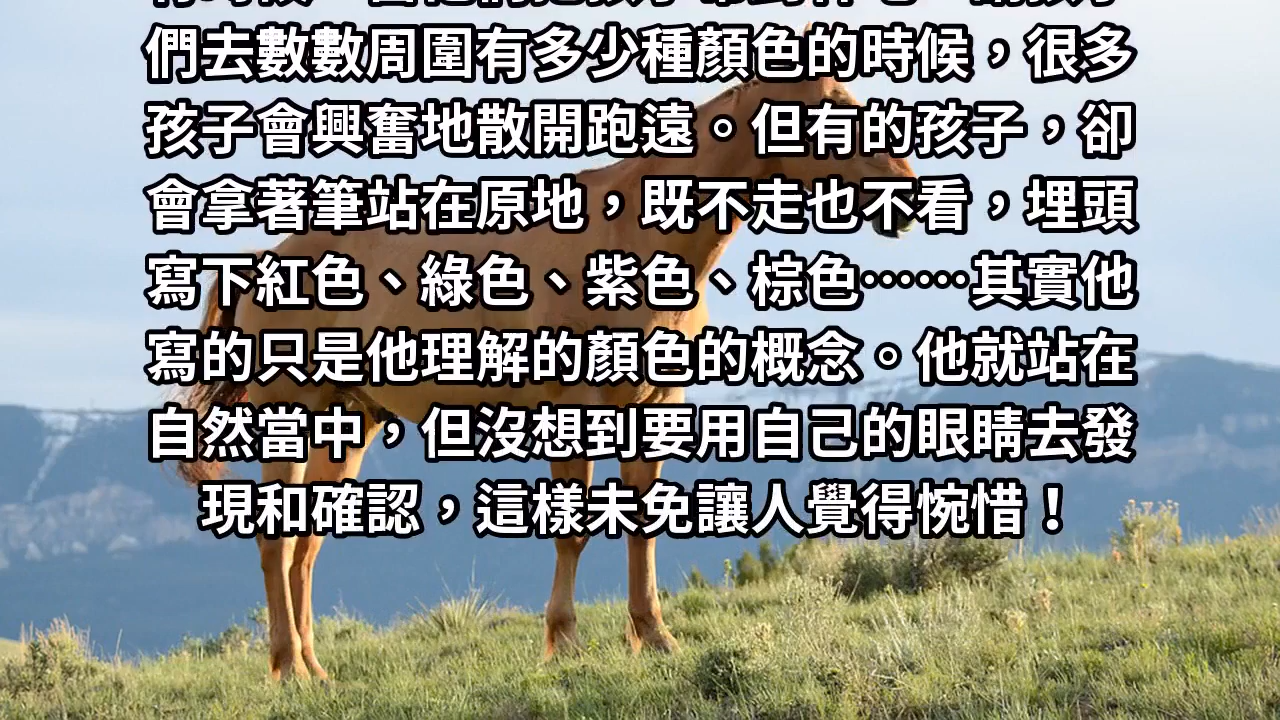 們去數數周圍有多少種顏色的時候，很多
孩子會興奮地散開跑遠。但有的孩子，卻
會拿著筆站在原地，既不走也不看，埋頭
寫下紅色、綠色、紫色、棕色……其實他
寫的只是他理解的顏色的概念。他就站在
自然當中，但沒想到要用自己的眼睛去發
現和確認，這樣未免讓人覺得惋惜！